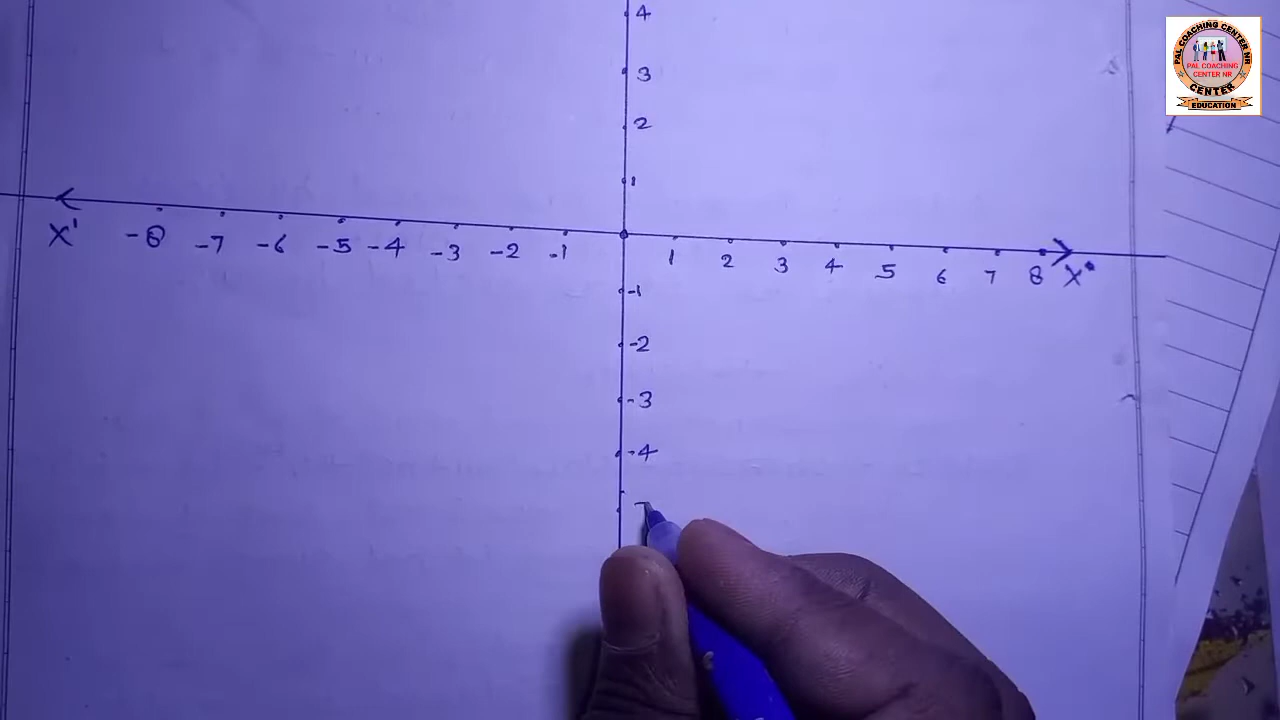 4
3
2
1
X' -8 -7 -6 -5 -4 -3 -2 -1 1 2 3 4 5 6 7 8 X
-1
-2
-3
-4
PAL COACHING CENTER NR
PAL COACHING
CENTER NR
CENTER
EDUCATION